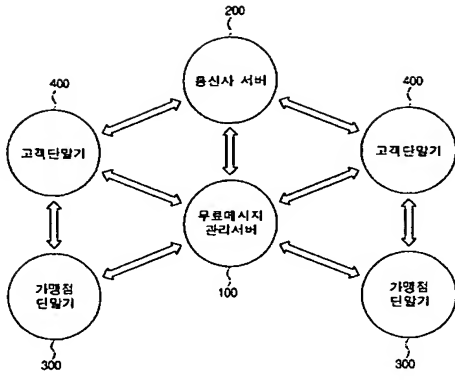 200
통신사 서버
400
고객단말기
400
고객단말기
무료메시지
관리서버
100
가맹점
단말기
300
가맹점
단말기
300